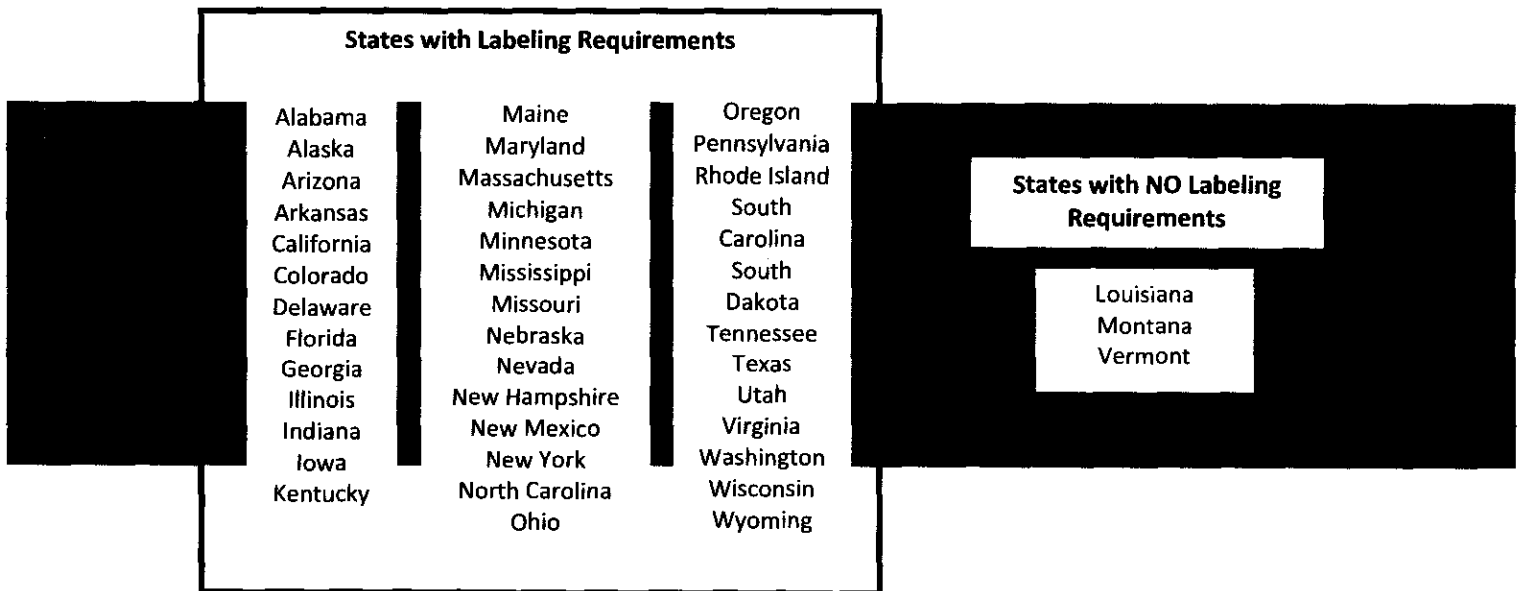 States with Labeling Requirements
Alabama
Alaska
Arizona
Arkansas
California
Colorado
Delaware
Florida
Georgia
Illinois
Indiana
Iowa
Kentucky
Maine
Maryland
Massachusetts
Michigan
Minnesota
Mississippi
Missouri
Nebraska
Nevada
New Hampshire
New Mexico
New York
North Carolina
Ohio
Oregon
Pennsylvania
Rhode Island
South
Carolina
South
Dakota
Tennessee
Texas
Utah
Virginia
Washington
Wisconsin
Wyoming
States with NO Labeling
Requirements
Louisiana
Montana
Vermont